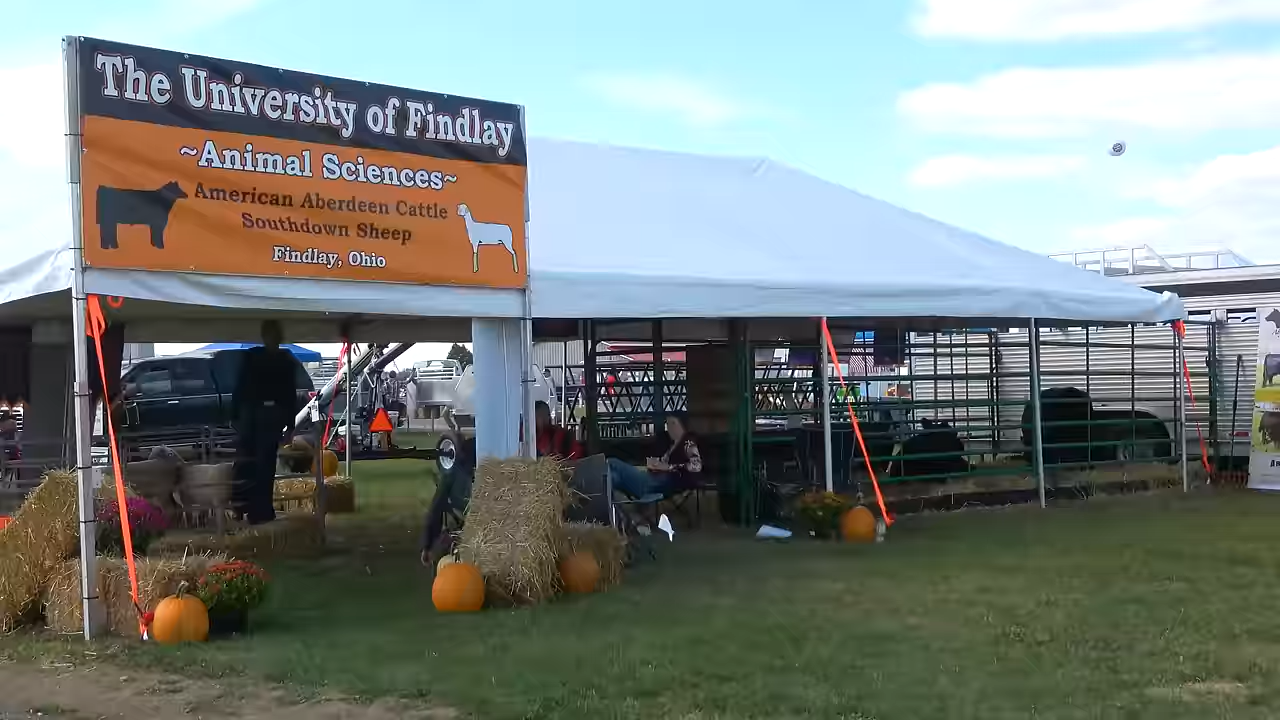 The University of Findlay
~Animal Sciences~
American Aberdeen Cattle
Southdown Sheep
Findlay, Ohio